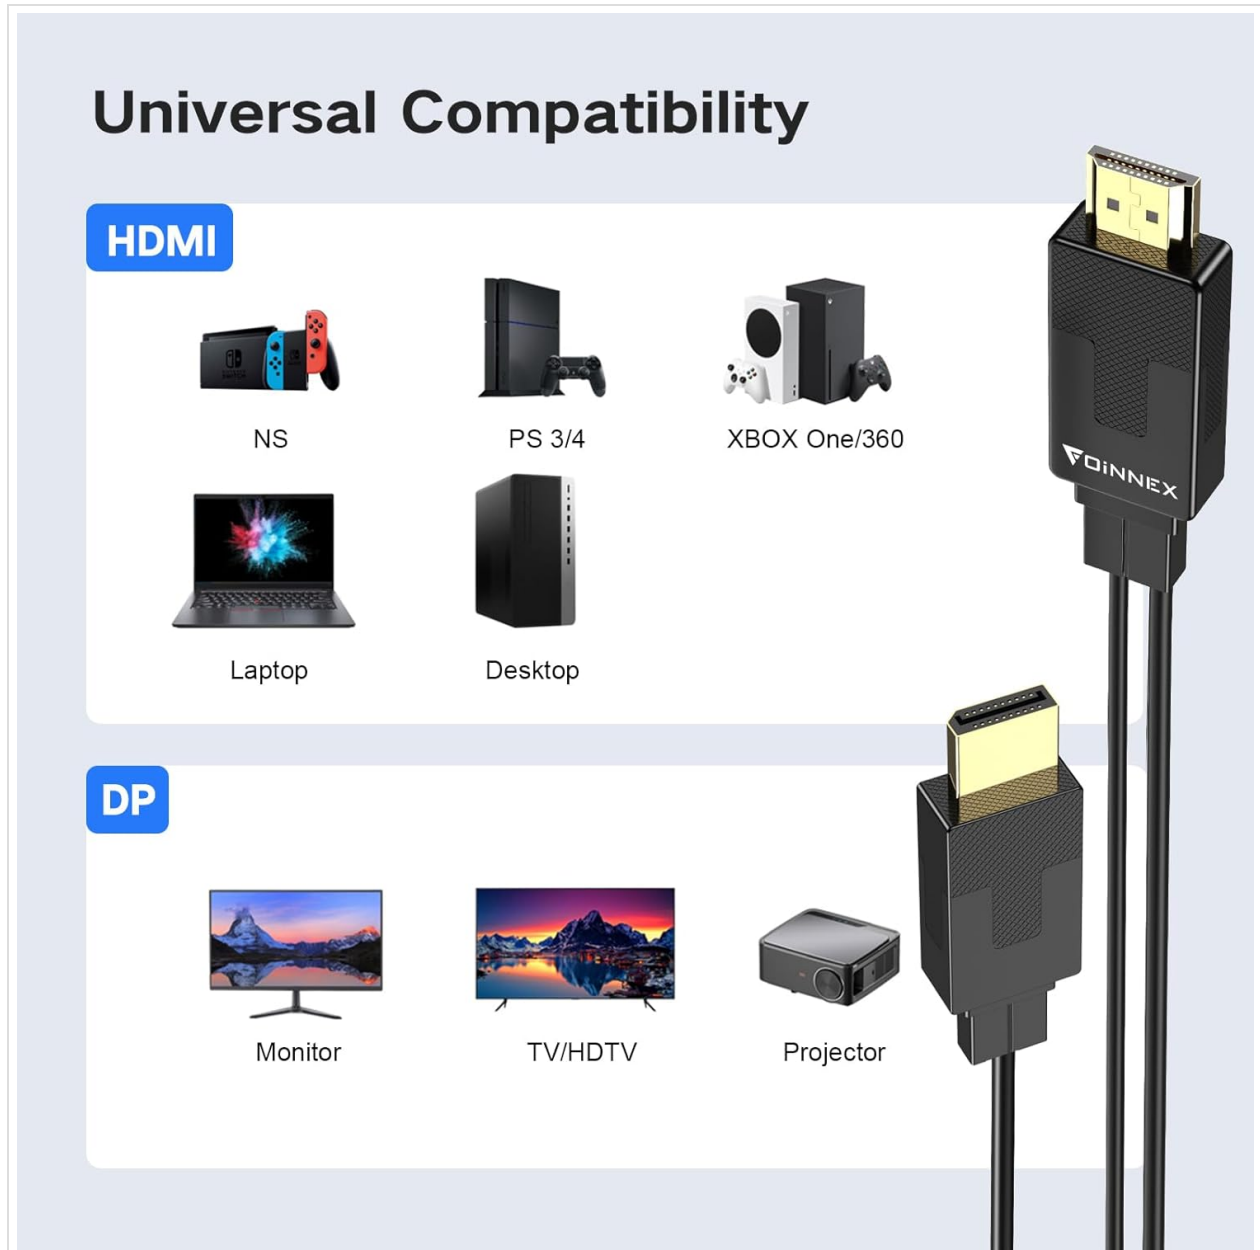 Universal Compatibility
HDMI
NS
PS 3/4
XBOX One/360
FOiNNEX
Laptop
Desktop
DP
Monitor
TV/HDTV
Projector